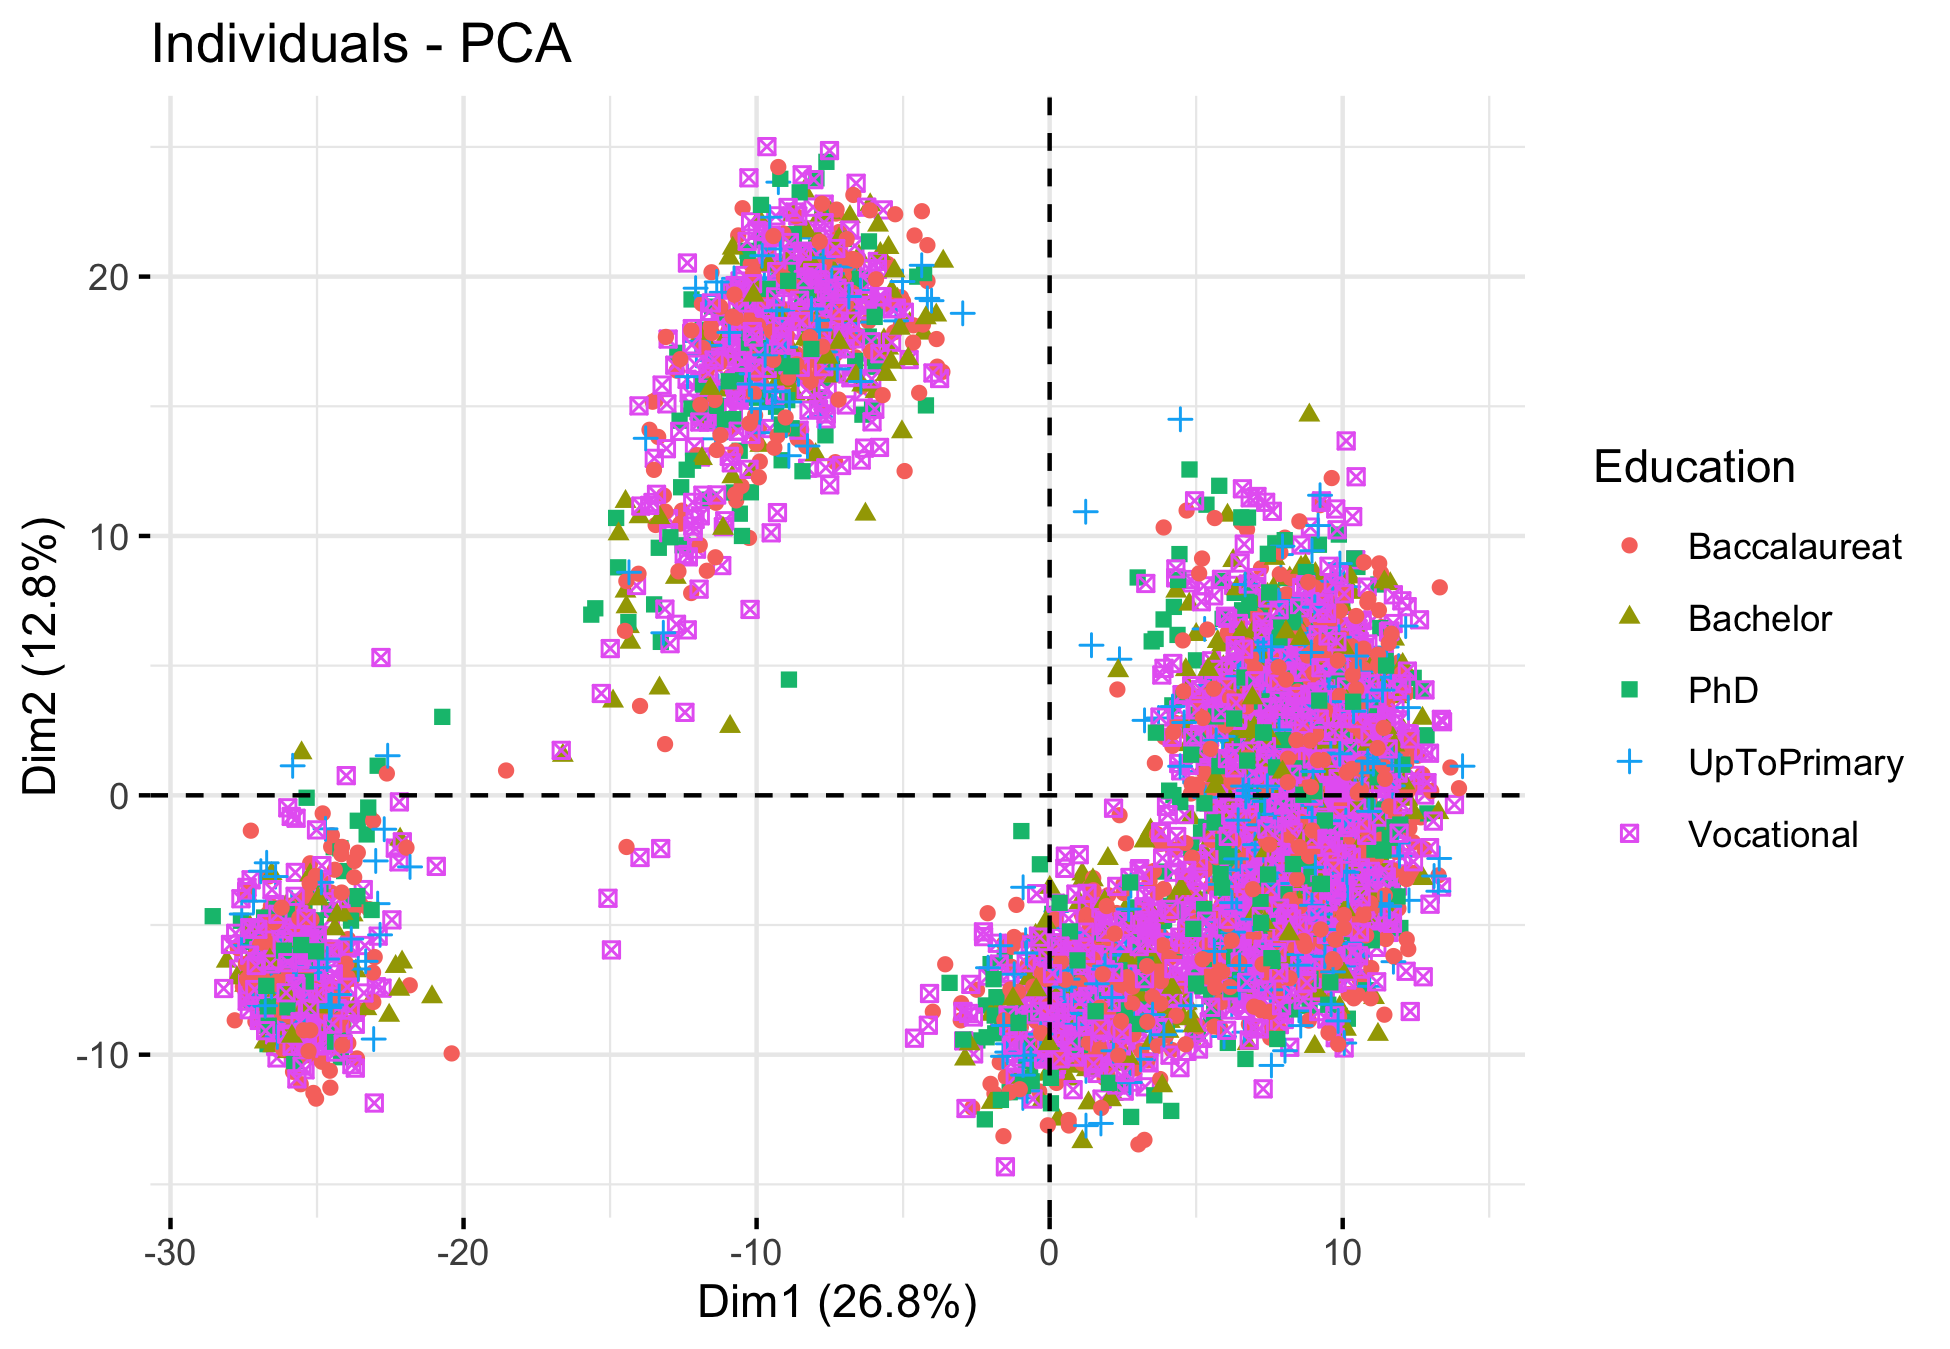 Individuals - PCA
Dim2 (12.8%)
20
10
0
-10
-30
-20
-10
0
10
Dim1 (26.8%)
Education
Baccalaureat
Bachelor
PhD
UpToPrimary
Vocational